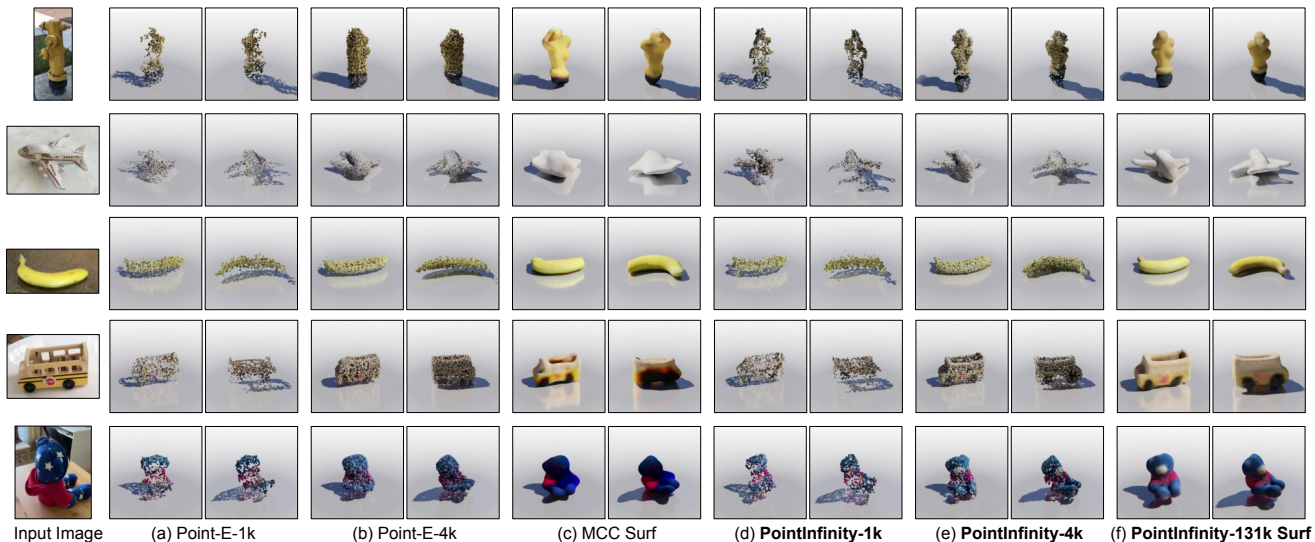 Input Image
(a) Point-E-1k
(b) Point-E-4k
(c) MCC Surf
(d) PointInfinity-1k
(e) PointInfinity-4k
(f) PointInfinity-131k Surf